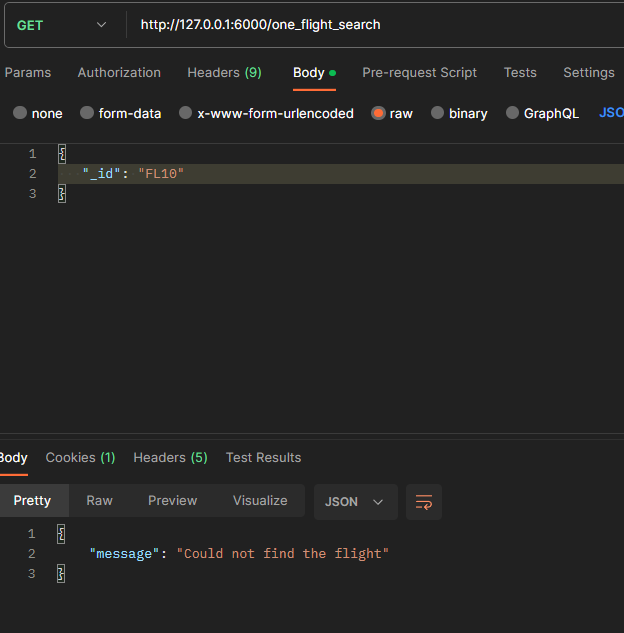 GET http://127.0.0.1:6000/one_flight_search
Params Authorization Headers (9) Body Pre-request Script Tests Settings
none form-data x-www-form-urlencoded raw binary GraphQL JSO
1 {
2 "_id": "FL10"
3 }
Body Cookies (1) Headers (5) Test Results
Pretty Raw Preview Visualize JSON
1 {
2 "message": "Could not find the flight"
3 }